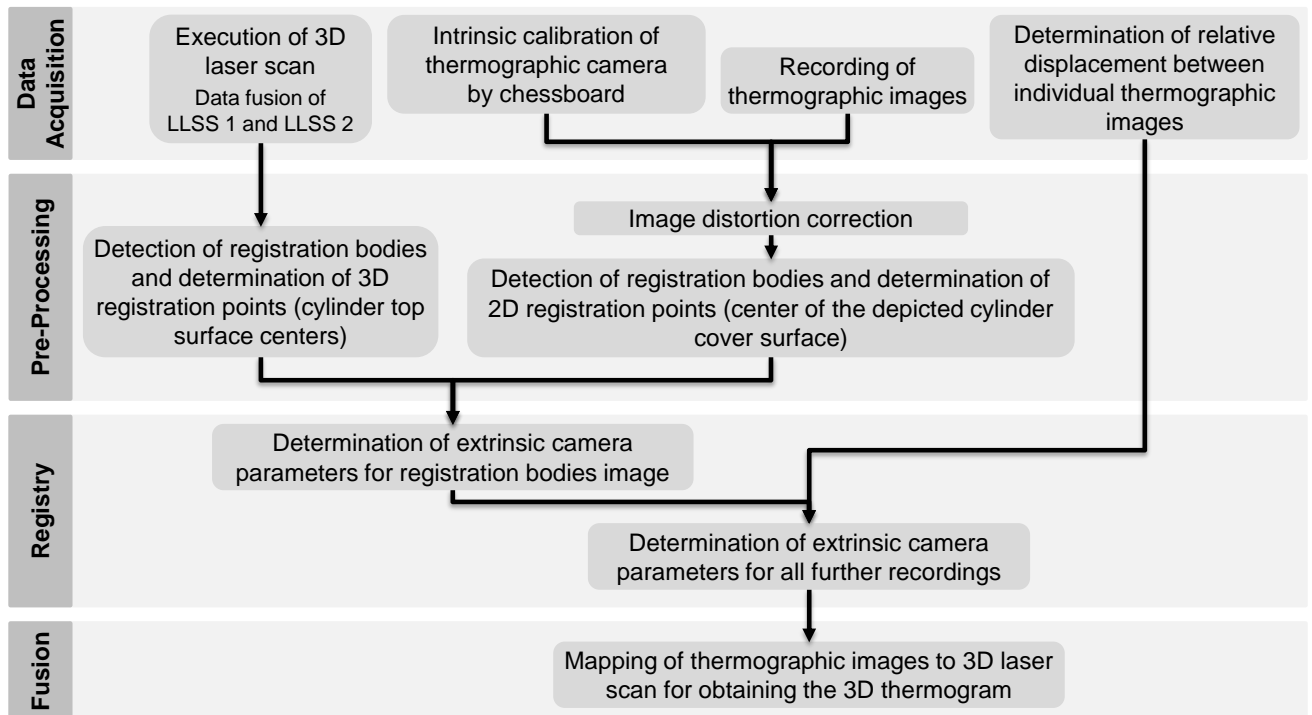 Data
Acquisition
Execution of 3D
laser scan
Data fusion of
LLSS 1 and LLSS 2
Intrinsic calibration of
thermographic camera
by chessboard
Recording of
thermographic images
Determination of relative
displacement between
individual thermographic
images
Pre-Processing
Image distortion correction
Detection of registration bodies
and determination of 3D
registration points (cylinder top
surface centers)
Detection of registration bodies and determination of
2D registration points (center of the depicted cylinder
cover surface)
Registry
Determination of extrinsic camera
parameters for registration bodies image
Determination of extrinsic camera
parameters for all further recordings
Fusion
Mapping of thermographic images to 3D laser
scan for obtaining the 3D thermogram